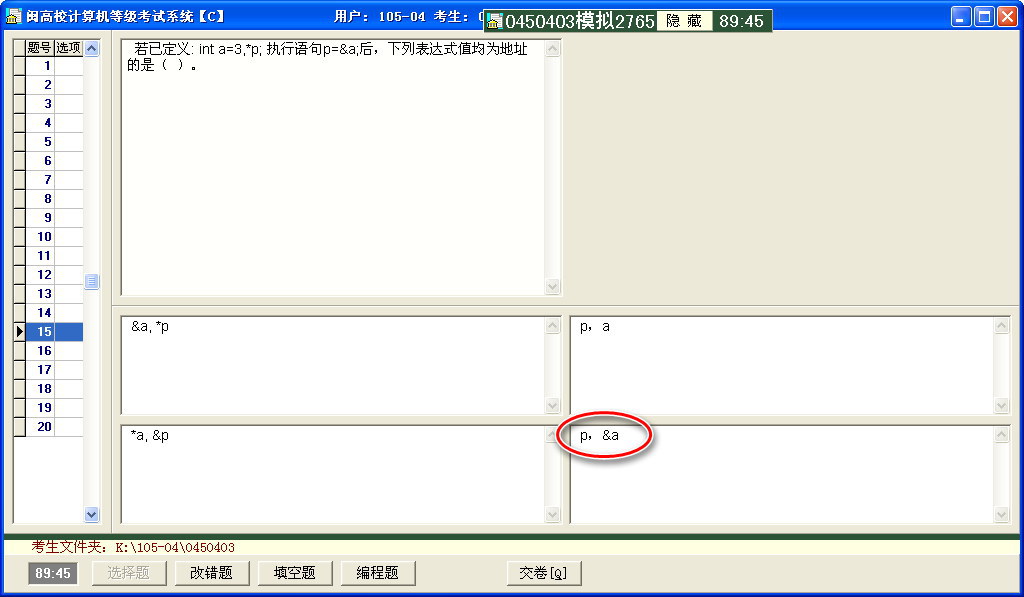 闽高校计算机等级考试系统【C】
用户: 105-04 考生:
0450403模拟2765 隐 藏 89:45
题号 选项
1
2
3
4
5
6
7
8
9
10
11
12
13
14
15
16
17
18
19
20
若已定义: int a=3,*p; 执行语句p=&a;后，下列表达式值均为地址
的是（ ）。
&a, *p
p，a
*a, &p
p，&a
考生文件夹: K:\105-04\0450403
89:45 选择题 改错题 填空题 编程题 交卷[Q]